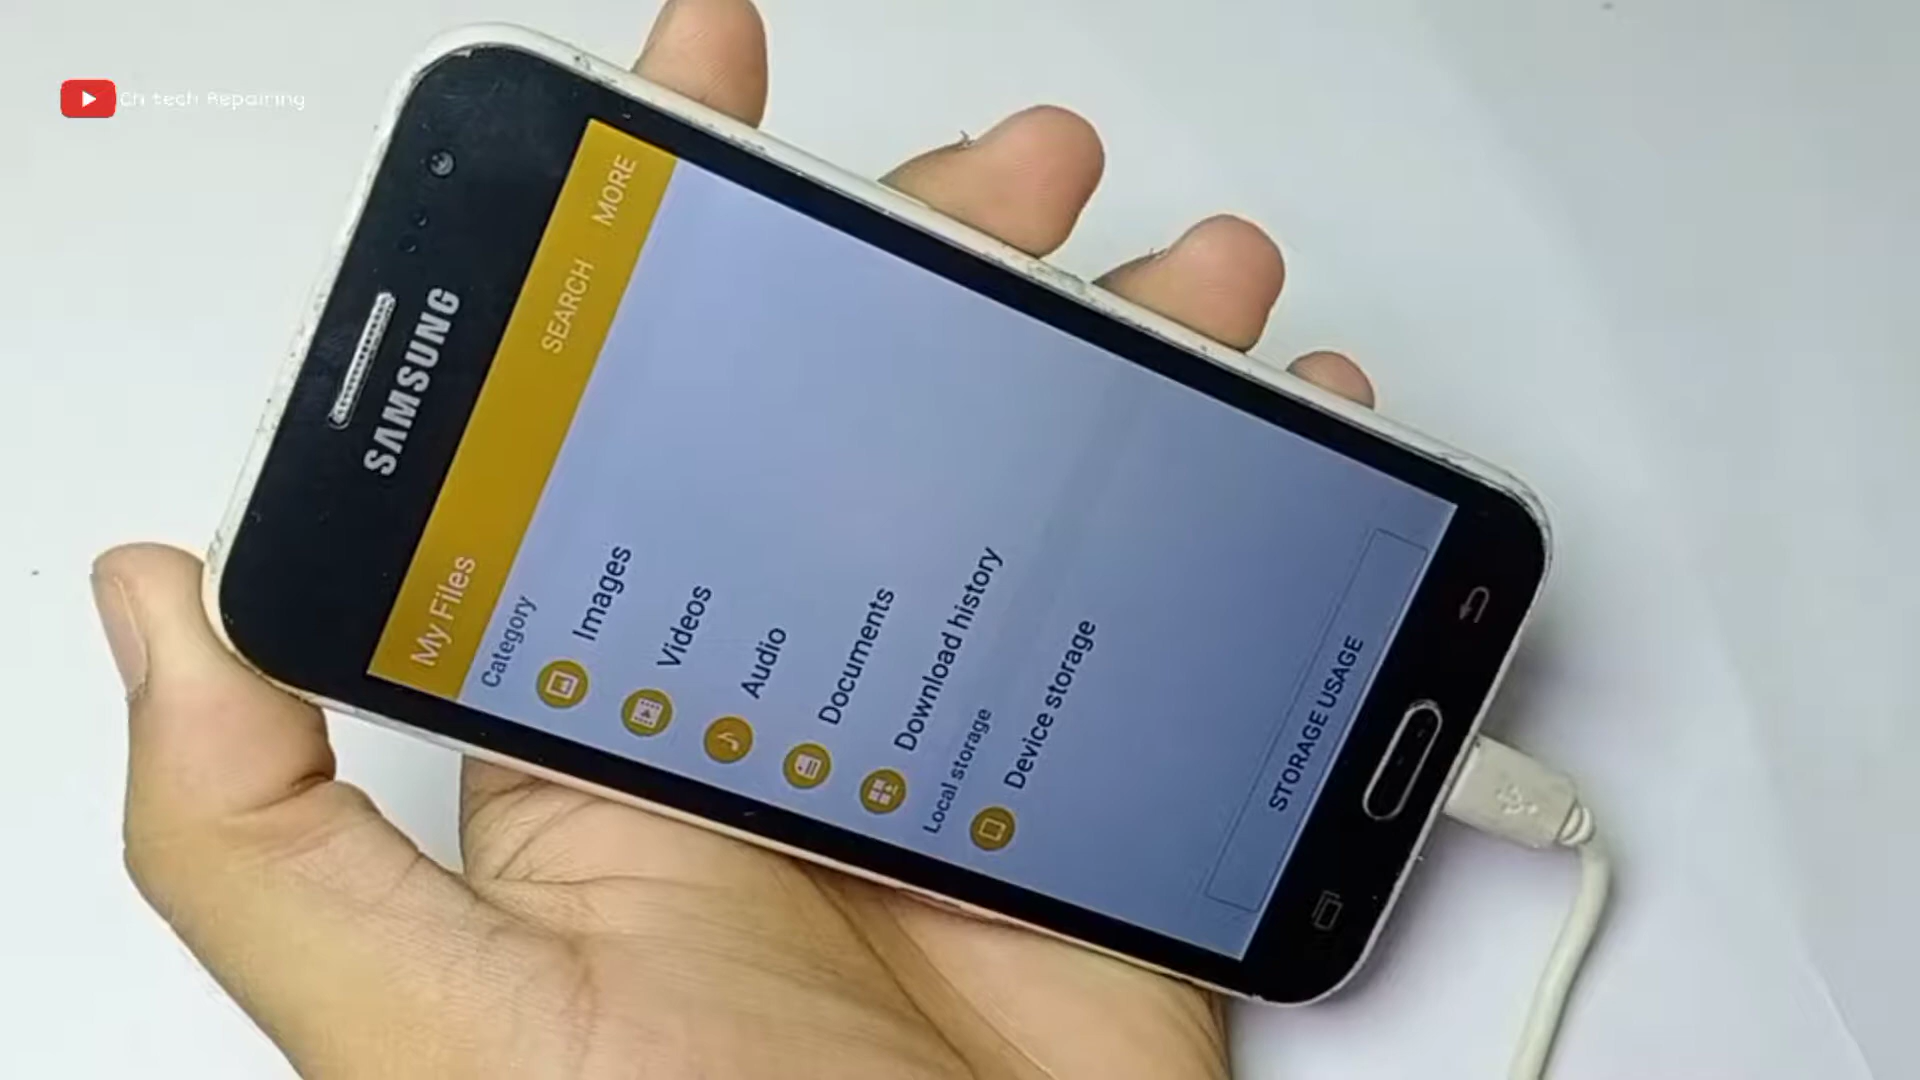 Ch tech Repairing
SAMSUNG
My Files
SEARCH
MORE
Category
Images
Videos
Audio
Documents
Download history
Local storage
Device storage
STORAGE USAGE